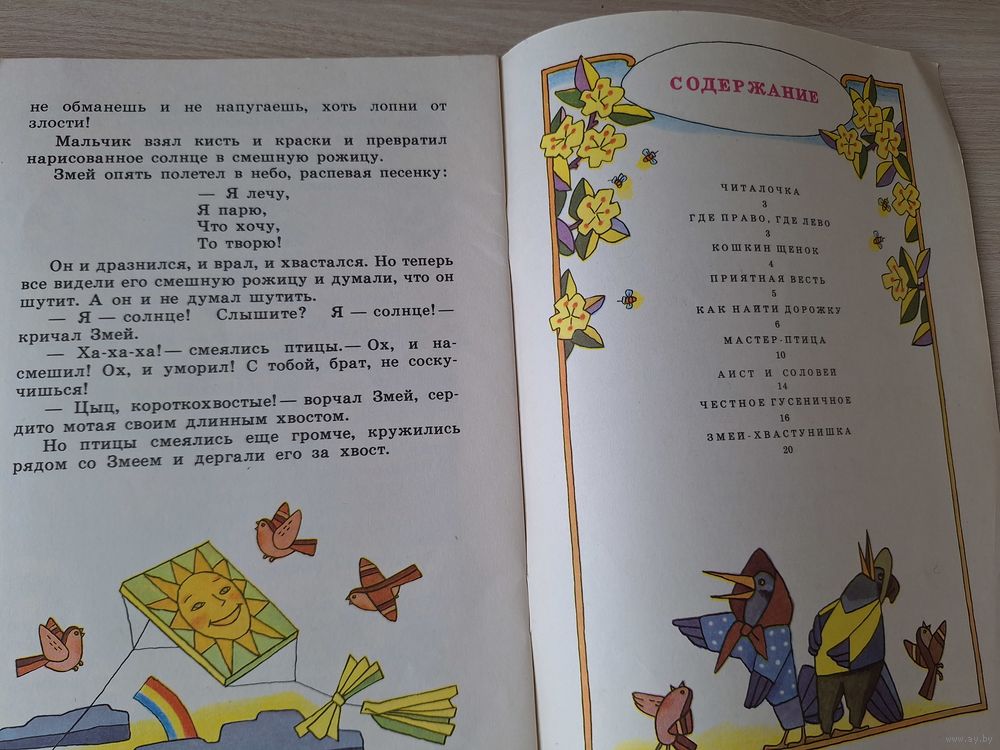 не обманешь и не напугаешь, хоть лопни от
злости!
Мальчик взял кисть и краски и превратил
нарисованное солнце в смешную рожицу.
Змей опять полетел в небо, распевая песенку:
— Я лечу,
Я парю,
Что хочу,
То творю!
Он и дразнился, и врал, и хвастался. Но теперь
все видели его смешную рожицу и думали, что он
шутит. А он и не думал шутить.
— Я — солнце! Слышите? Я — солнце! —
кричал Змей.
— Ха-ха-ха! — смеялись птицы. — Ох, и на-
смешил! Ох, и уморил! С тобой, брат, не соску-
чишься!
— Цыц, короткохвостые! — ворчал Змей, сер-
дито мотая своим длинным хвостом.
Но птицы смеялись еще громче, кружились
рядом со Змеем и дергали его за хвост.
СОДЕРЖАНИЕ
ЧИТАЛОЧКА
3
ГДЕ ПРАВО, ГДЕ ЛЕВО
3
КОШКИН ЩЕНОК
4
ПРИЯТНАЯ ВЕСТЬ
5
КАК НАЙТИ ДОРОЖКУ
6
МАСТЕР-ПТИЦА
10
АИСТ И СОЛОВЕЙ
14
ЧЕСТНОЕ ГУСЕНИЧНОЕ
16
ЗМЕЙ-ХВАСТУНИШКА
20
www.ay.by